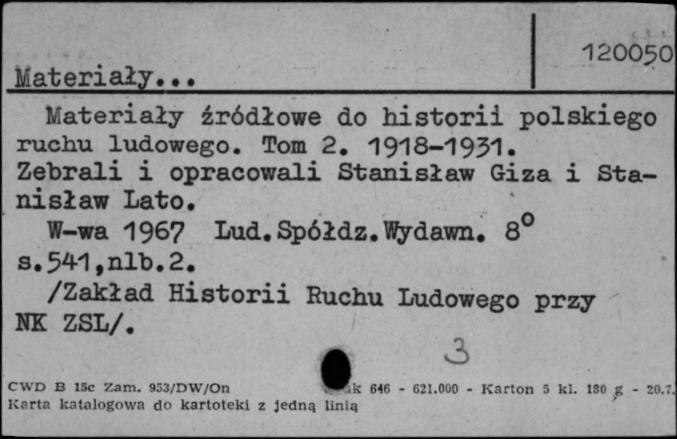 120050
Materiały...
Materiały źródłowe do historii polskiego
ruchu ludowego. Tom 2. 1918-1931.
Zebrali i opracowali Stanisław Giza i Sta-
nisław Lato.
W-wa 1967 Lud.Spółdz.Wydawn. 8°
s.541,nlb.2.
/Zakład Historii Ruchu Ludowego przy
NK ZSL/.
3
CWD B 15c Zam. 953/DW/On 646 - 621.000 - Karton 5 kl. 180 g - 20.7.
Karta katalogowa do kartoteki z jedną linią